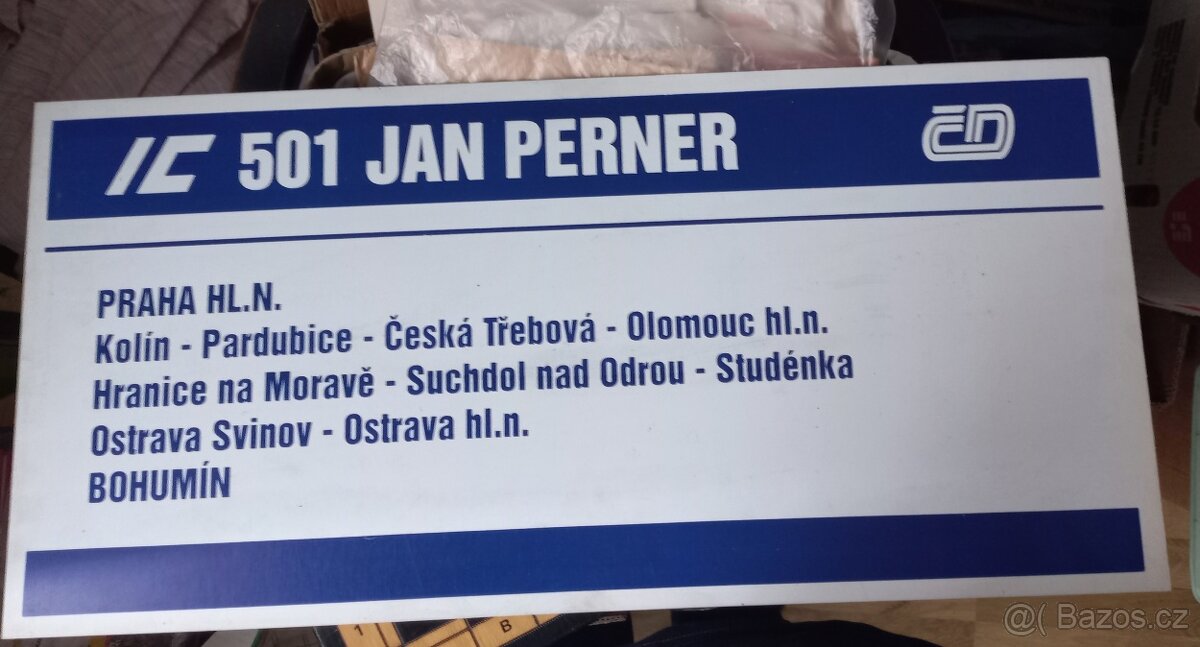 IC 501 JAN PERNER ČD
PRAHA HL.N.
Kolín - Pardubice - Česká Třebová - Olomouc hl.n.
Hranice na Moravě - Suchdol nad Odrou - Studénka
Ostrava Svinov - Ostrava hl.n.
BOHUMÍN
1 B
@( Bazos.cz